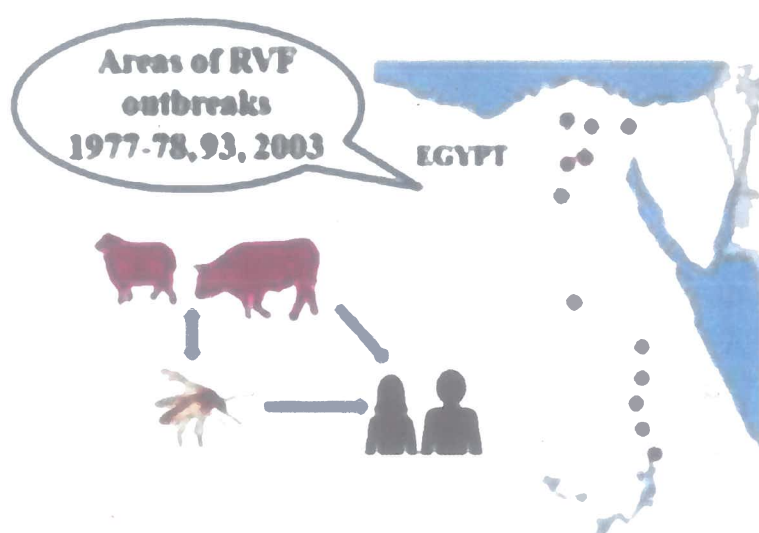 Areas of RVF
outbreaks
1977-78, 93, 2003
EGYPT